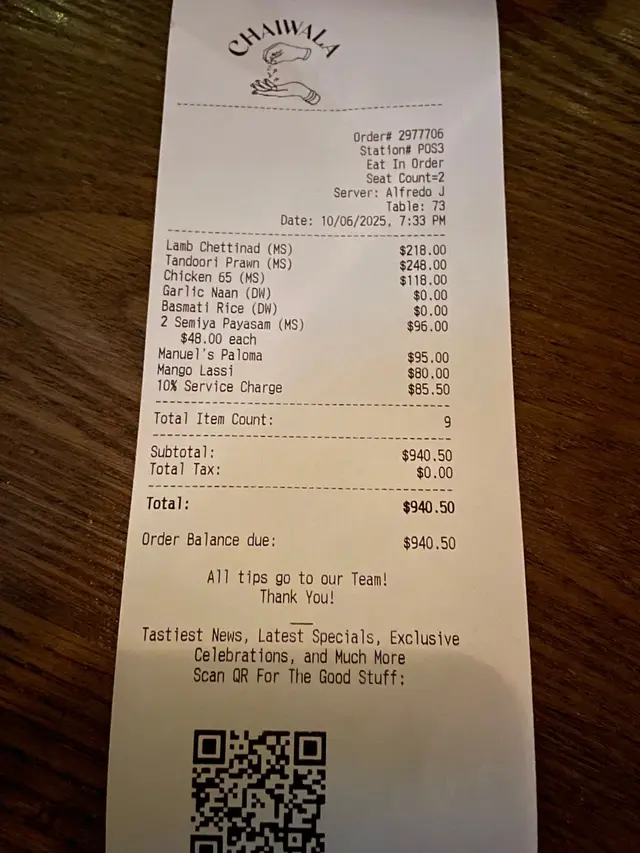 CHAIWALA
Order# 2977706
Station# POS3
Eat In Order
Seat Count=2
Server: Alfredo J
Table: 73
Date: 10/06/2025, 7:33 PM
Lamb Chettinad (MS) $218.00
Tandoori Prawn (MS) $248.00
Chicken 65 (MS) $118.00
Garlic Naan (DW) $0.00
Basmati Rice (DW) $0.00
2 Semiya Payasam (MS) $96.00
$48.00 each
Manuel's Paloma $95.00
Mango Lassi $80.00
10% Service Charge $85.50
Total Item Count: 9
Subtotal: $940.50
Total Tax: $0.00
Total: $940.50
Order Balance due: $940.50
All tips go to our Team!
Thank You!
Tastiest News, Latest Specials, Exclusive
Celebrations, and Much More
Scan QR For The Good Stuff: